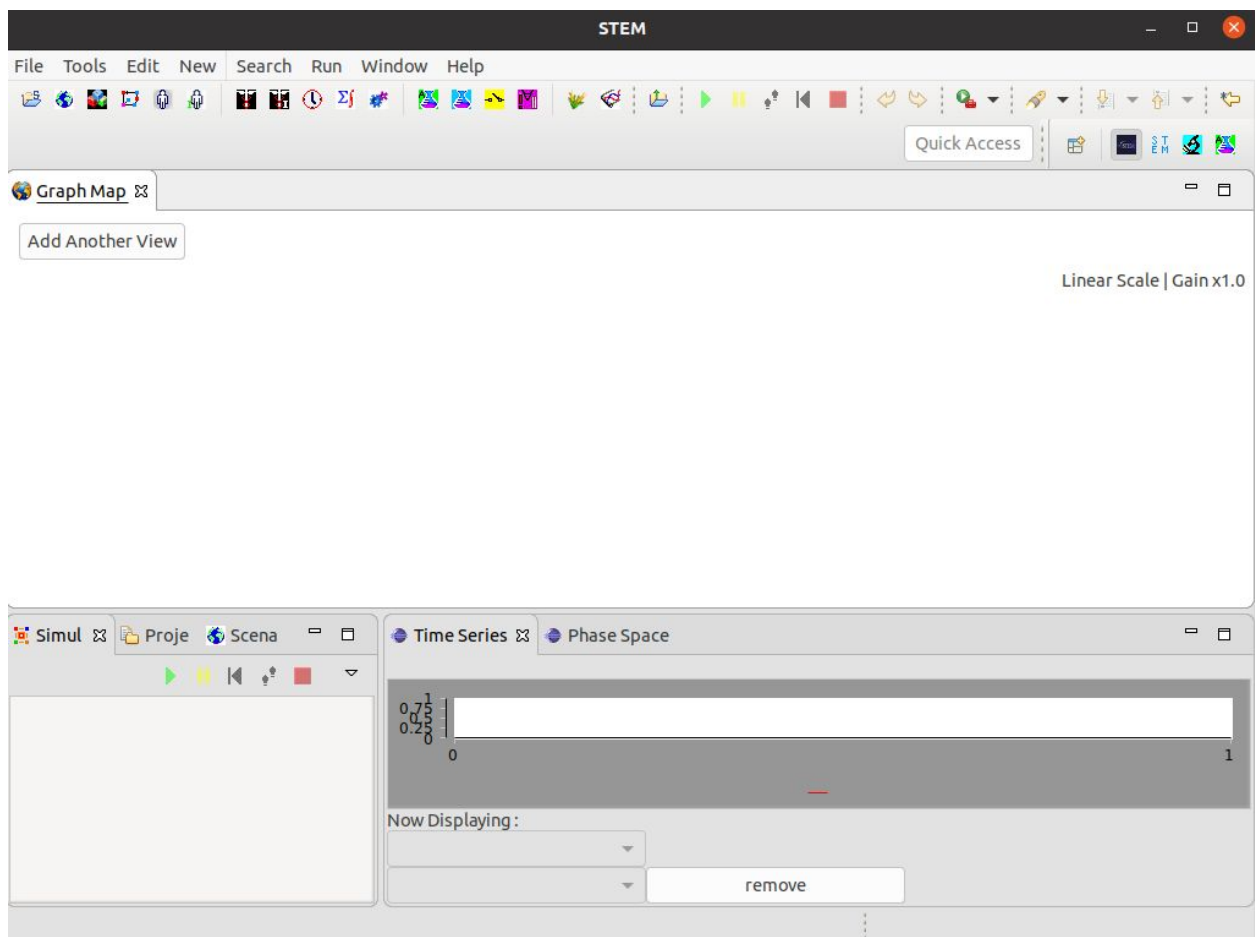 STEM
File Tools Edit New Search Run Window Help
Quick Access
Graph Map
Add Another View
Linear Scale | Gain x1.0
Simul Proje Scena
Time Series Phase Space
1
0.75
0.5
0.25
0
0 1
Now Displaying :
remove